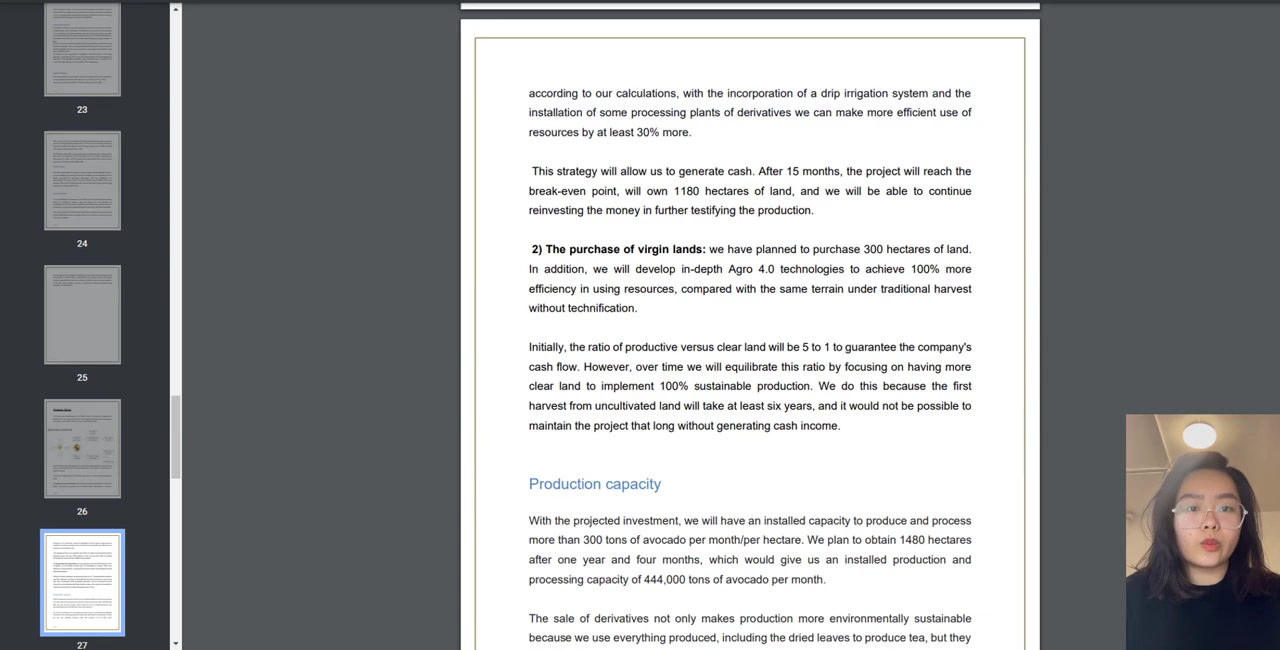 23
24
25
26
27
according to our calculations, with the incorporation of a drip irrigation system and the
installation of some processing plants of derivatives we can make more efficient use of
resources by at least 30% more.
This strategy will allow us to generate cash. After 15 months, the project will reach the
break-even point, will own 1180 hectares of land, and we will be able to continue
reinvesting the money in further testifying the production.
2) The purchase of virgin lands: we have planned to purchase 300 hectares of land.
In addition, we will develop in-depth Agro 4.0 technologies to achieve 100% more
efficiency in using resources, compared with the same terrain under traditional harvest
without technification.
Initially, the ratio of productive versus clear land will be 5 to 1 to guarantee the company's
cash flow. However, over time we will equilibrate this ratio by focusing on having more
clear land to implement 100% sustainable production. We do this because the first
harvest from uncultivated land will take at least six years, and it would not be possible to
maintain the project that long without generating cash income.
Production capacity
With the projected investment, we will have an installed capacity to produce and process
more than 300 tons of avocado per month/per hectare. We plan to obtain 1480 hectares
after one year and four months, which would give us an installed production and
processing capacity of 444,000 tons of avocado per month.
The sale of derivatives not only makes production more environmentally sustainable
because we use everything produced, including the dried leaves to produce tea, but they